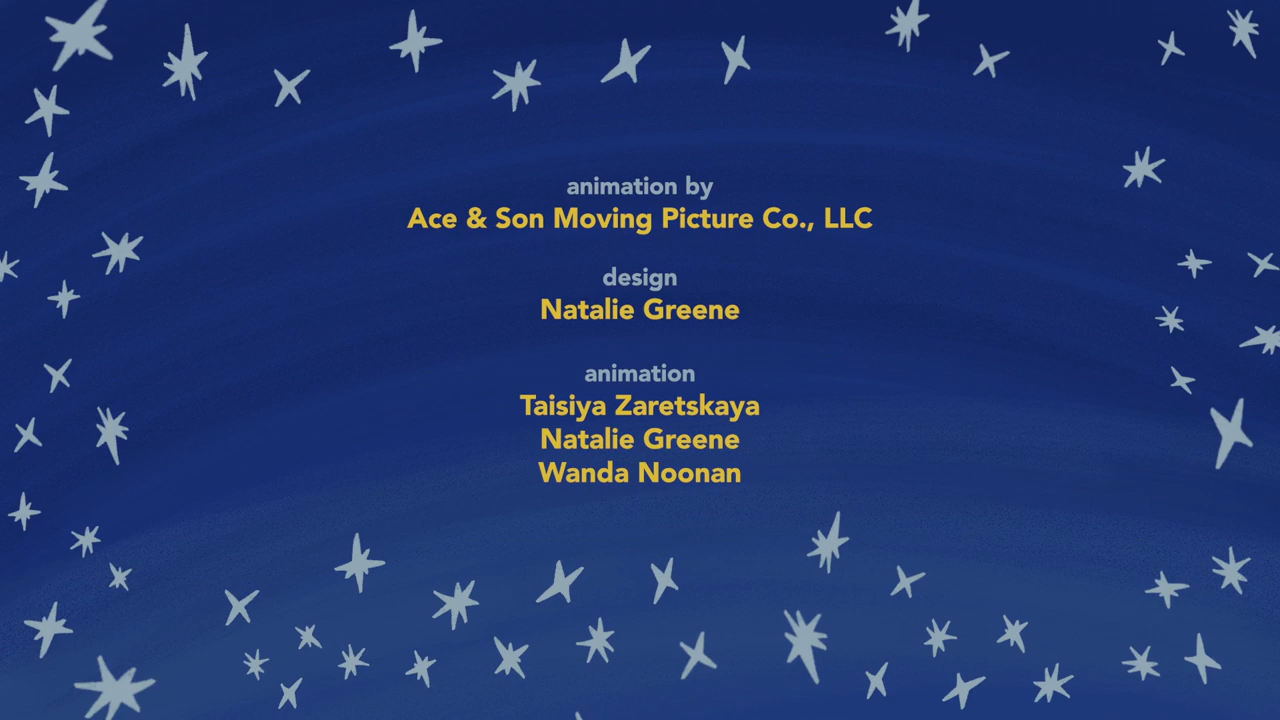 animation by
Ace & Son Moving Picture Co., LLC
design
Natalie Greene
animation
Taisiya Zaretskaya
Natalie Greene
Wanda Noonan